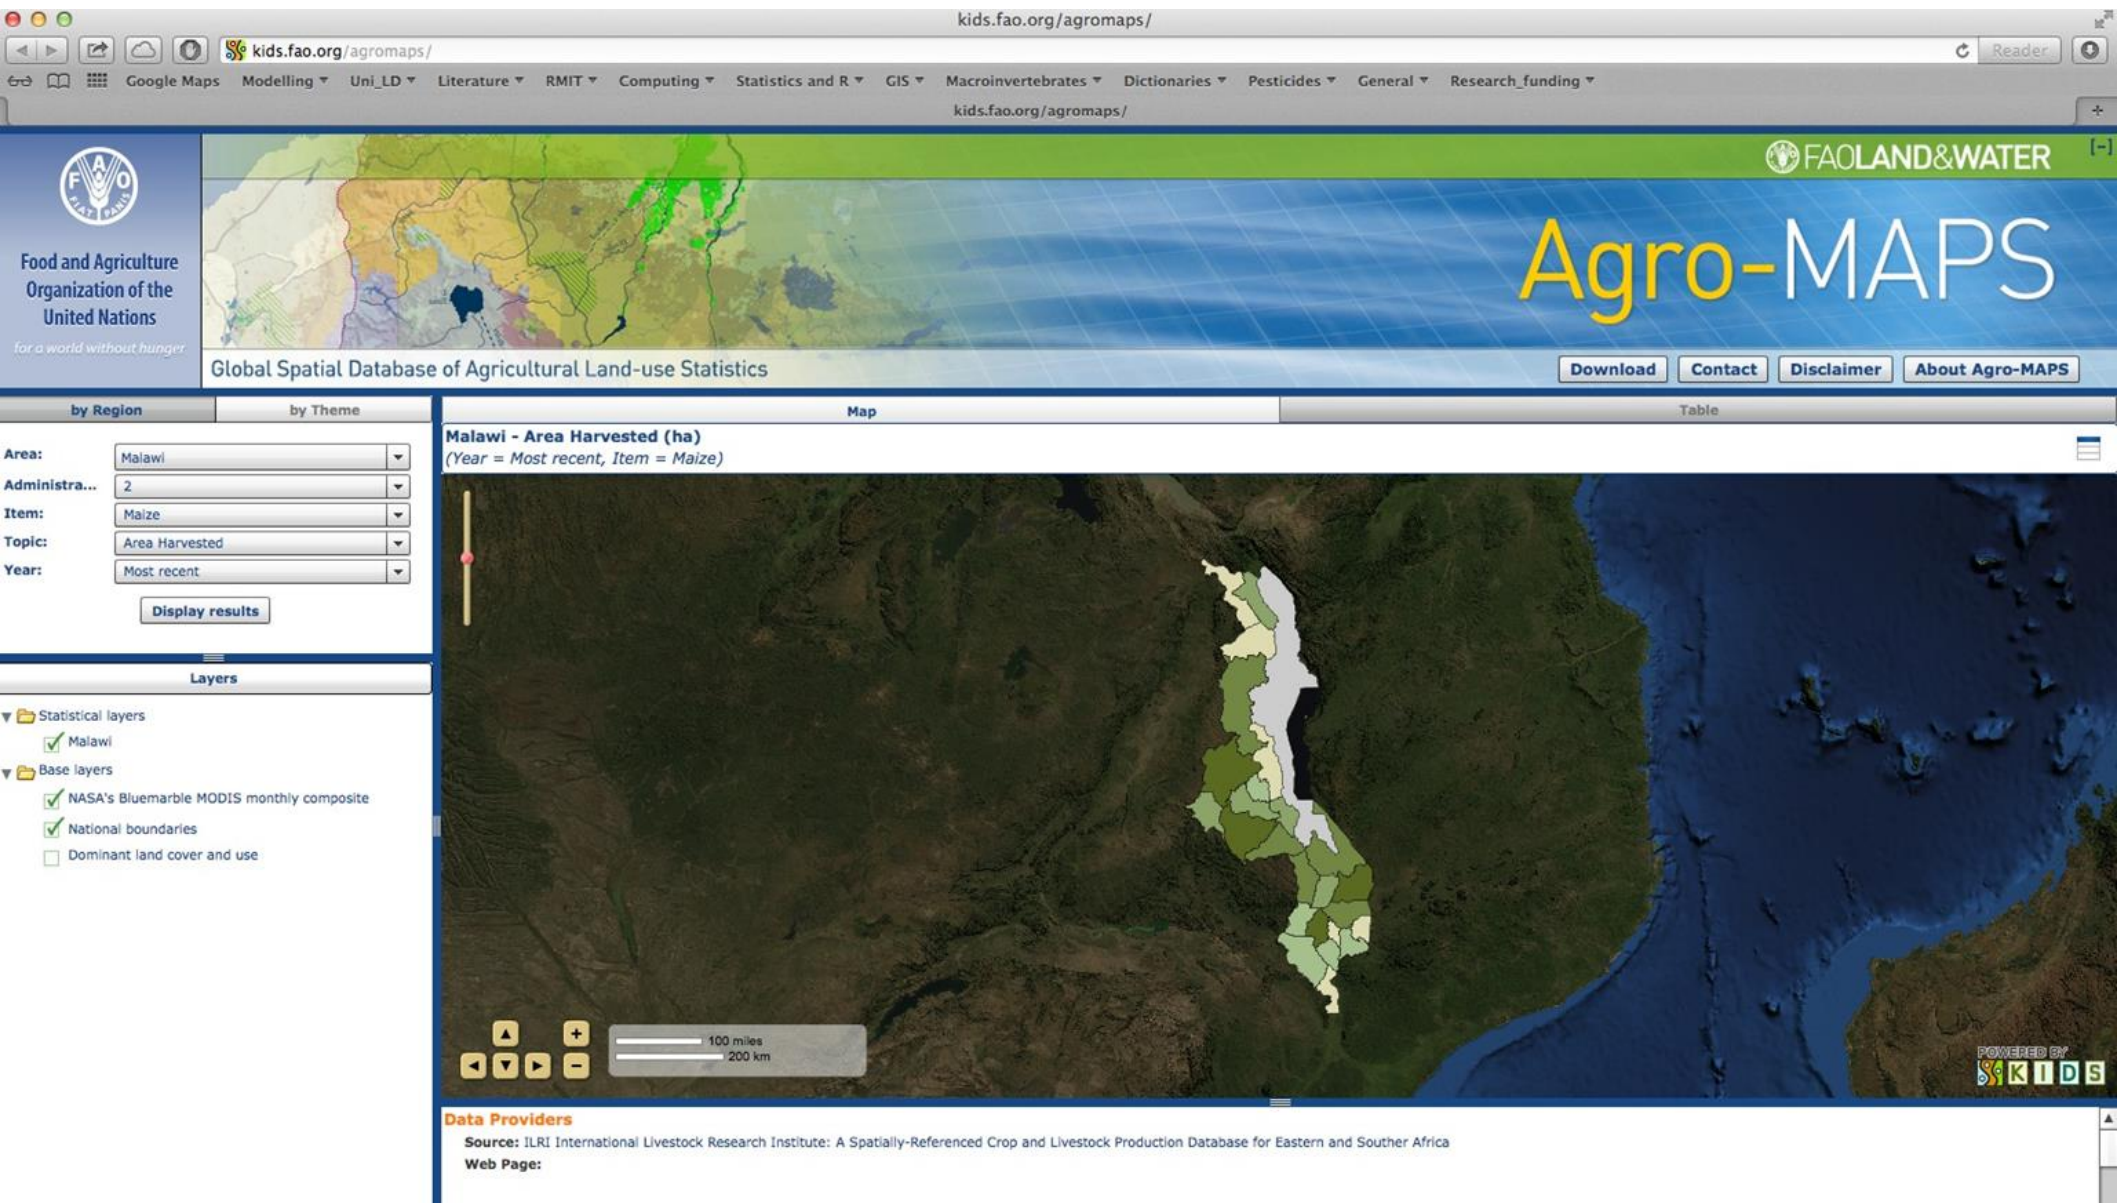 kids.fao.org/agromaps/
kids.fao.org/agromaps/
Reader
Google Maps Modelling Uni_LD Literature RMIT Computing Statistics and R GIS Macroinvertebrates Dictionaries Pesticides General Research_funding
kids.fao.org/agromaps/
FAO
FIAT PANIS
Food and Agriculture
Organization of the
United Nations
for a world without hunger
FAOLAND&WATER
[-]
Agro-MAPS
Global Spatial Database of Agricultural Land-use Statistics
Download Contact Disclaimer About Agro-MAPS
by Region by Theme
Area: Malawi
Administra... 2
Item: Maize
Topic: Area Harvested
Year: Most recent
Display results
Layers
Statistical layers
Malawi
Base layers
NASA's Bluemarble MODIS monthly composite
National boundaries
Dominant land cover and use
Map Table
Malawi - Area Harvested (ha)
(Year = Most recent, Item = Maize)
100 miles
200 km
POWERED BY
KIDS
Data Providers
Source: ILRI International Livestock Research Institute: A Spatially-Referenced Crop and Livestock Production Database for Eastern and Souther Africa
Web Page: